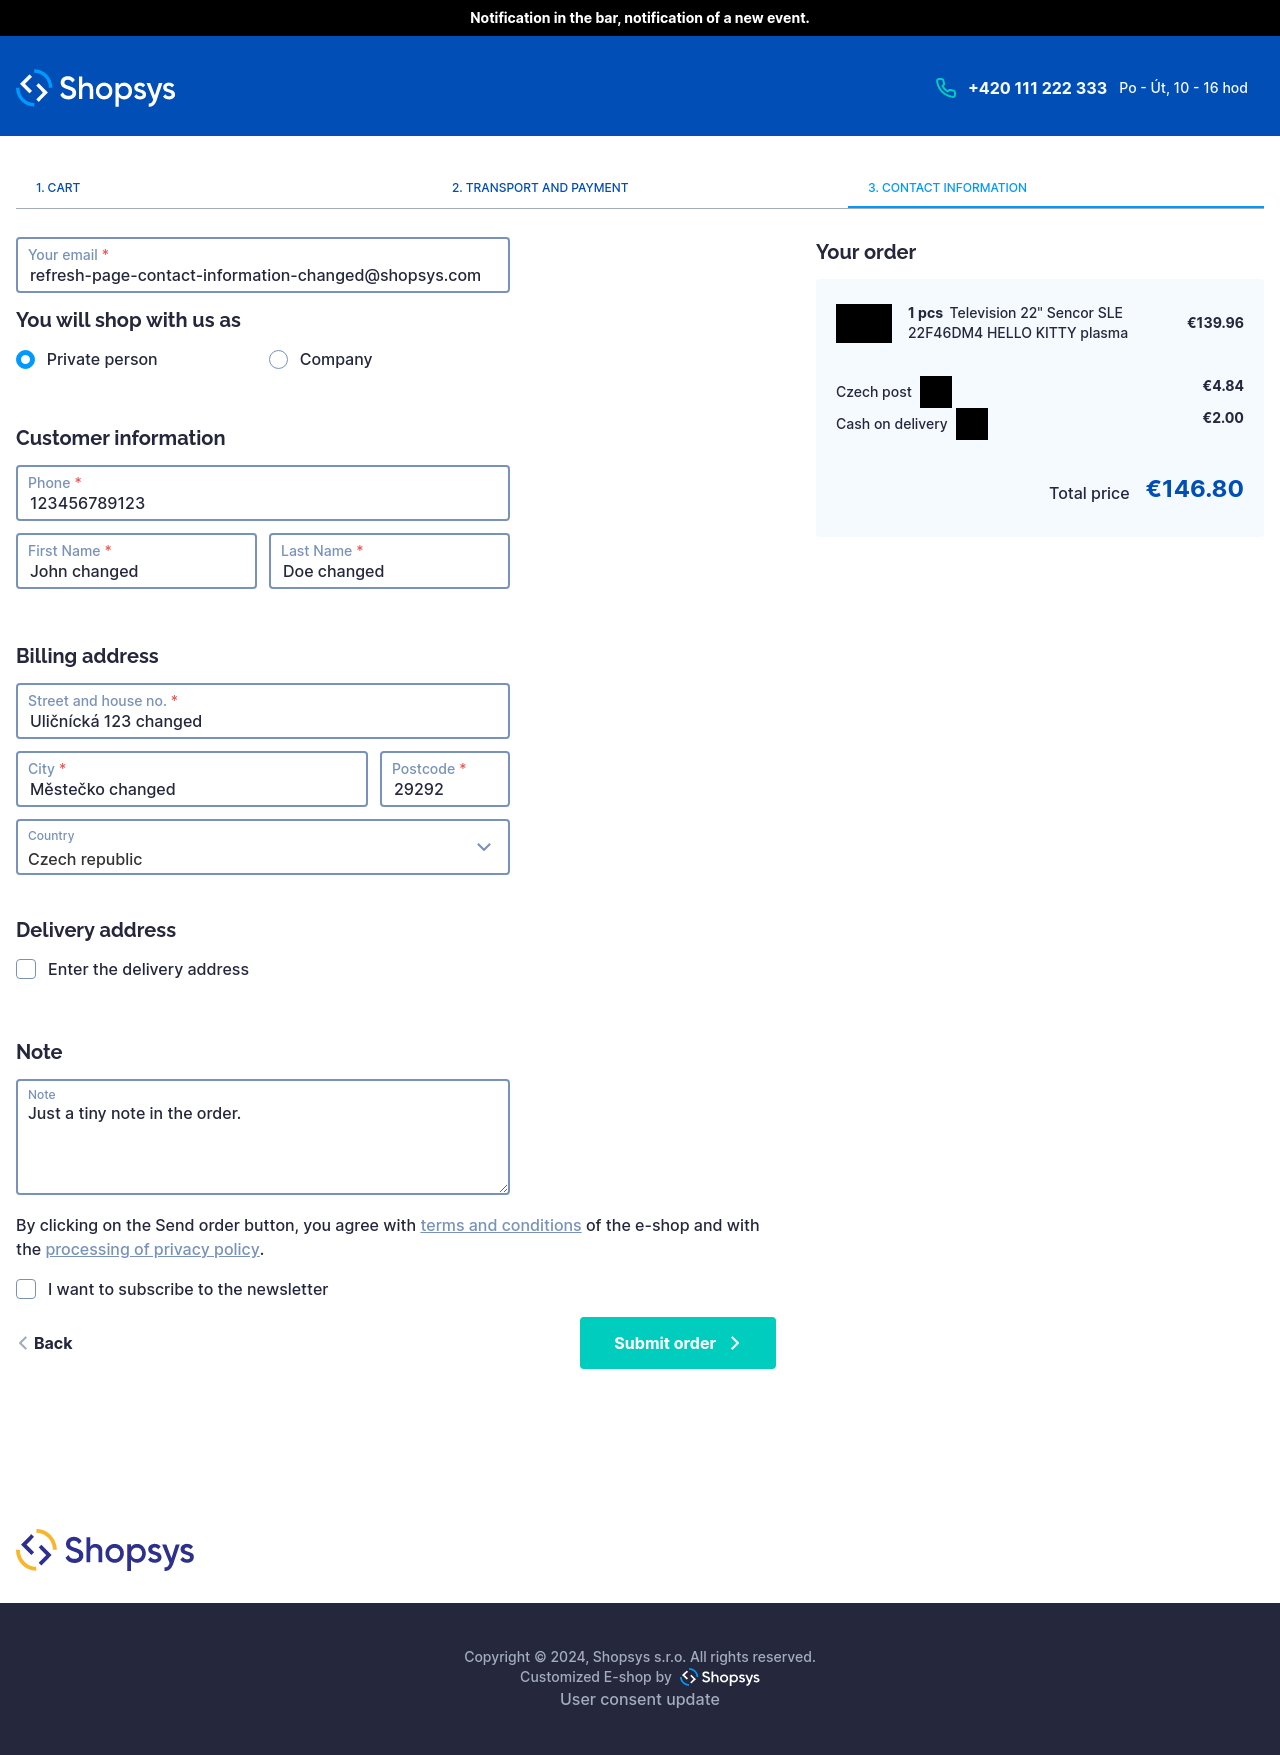 Notification in the bar, notification of a new event.
Shopsys
+420 111 222 333 Po - Út, 10 - 16 hod
1. CART
2. TRANSPORT AND PAYMENT
3. CONTACT INFORMATION
Your email *
refresh-page-contact-information-changed@shopsys.com
You will shop with us as
Private person
Company
Customer information
Phone *
123456789123
First Name *
John changed
Last Name *
Doe changed
Billing address
Street and house no. *
Uličnícká 123 changed
City *
Městečko changed
Postcode *
29292
Country
Czech republic
Delivery address
Enter the delivery address
Note
Note
Just a tiny note in the order.
By clicking on the Send order button, you agree with terms and conditions of the e-shop and with
the processing of privacy policy.
I want to subscribe to the newsletter
Back
Submit order
Your order
1 pcs Television 22" Sencor SLE
22F46DM4 HELLO KITTY plasma
€139.96
Czech post
€4.84
Cash on delivery
€2.00
Total price €146.80
Shopsys
Copyright © 2024, Shopsys s.r.o. All rights reserved.
Customized E-shop by Shopsys
User consent update